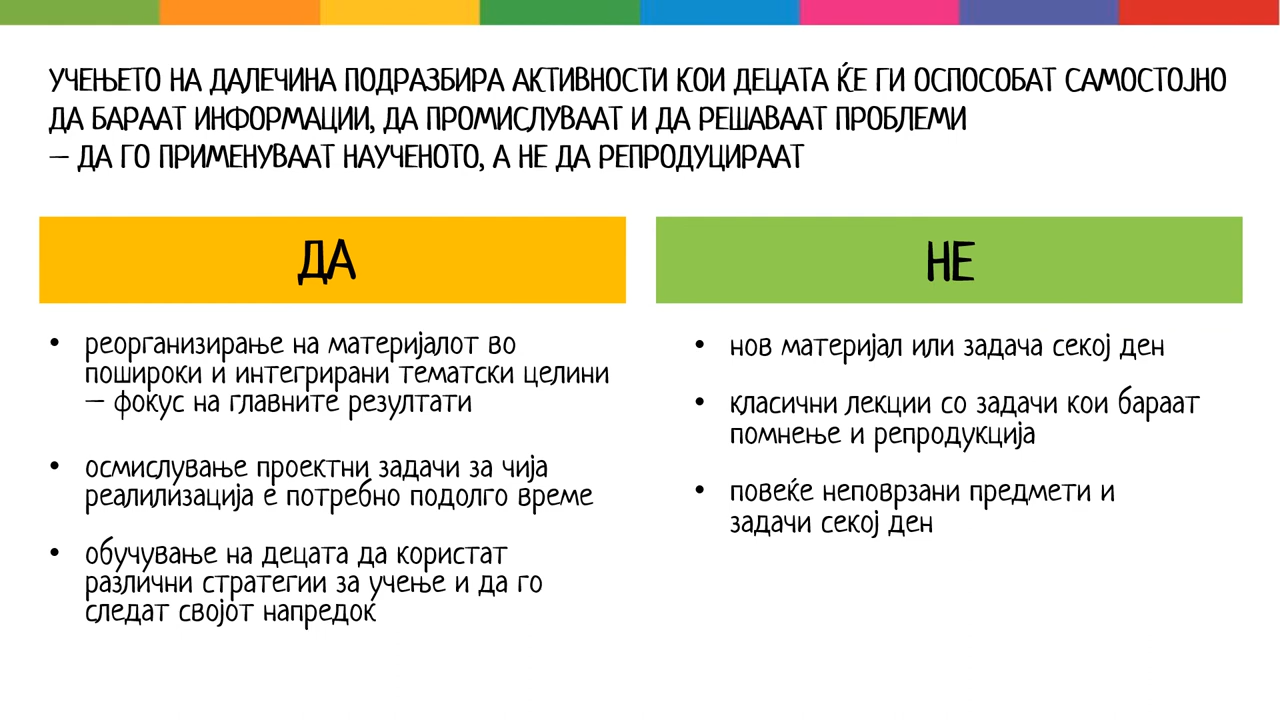 УЧЕЊЕТО НА ДАЛЕЧИНА ПОДРАЗБИРА АКТИВНОСТИ КОИ ДЕЦАТА ЌЕ ГИ ОСПОСОБАТ САМОСТОЈНО
ДА БАРААТ ИНФОРМАЦИИ, ДА ПРОМИСЛУВААТ И ДА РЕШАВААТ ПРОБЛЕМИ
– ДА ГО ПРИМЕНУВААТ НАУЧЕНОТО, А НЕ ДА РЕПРОДУЦИРААТ
ДА
• реорганизирање на материјалот во
пошироки и интегрирани тематски целини
– фокус на главните резултати
• осмислување проектни задачи за чија
реалилизација е потребно подолго време
• обучување на децата да користат
различни стратегии за учење и да го
следат својот напредок
НЕ
• нов материјал или задача секој ден
• класични лекции со задачи кои бараат
помнење и репродукција
• повеќе неповрзани предмети и
задачи секој ден